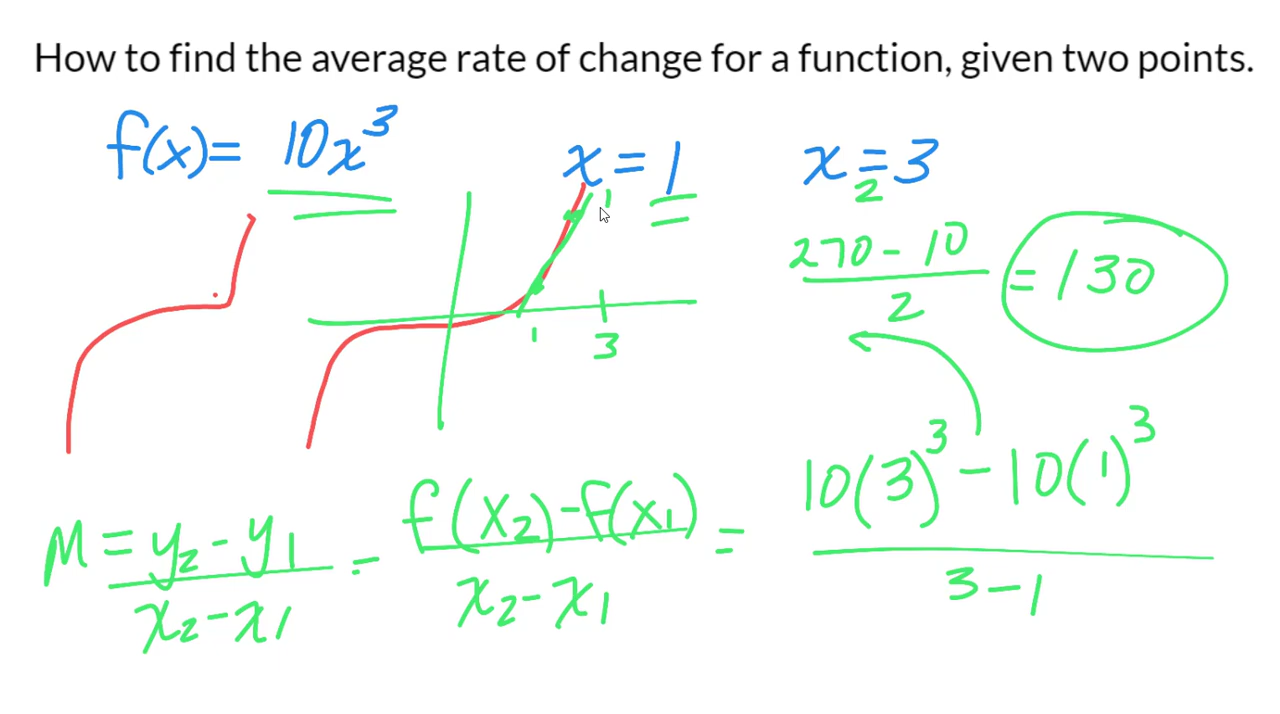 How to find the average rate of change for a function, given two points.
f(x)= 10x³
x = 1
x = 3
1
2
270 - 10
2
= 130
1
3
M = y₂ - y₁
x₂ - x₁
= f(x₂) - f(x₁)
x₂ - x₁
= 10(3)³ - 10(1)³
3 - 1